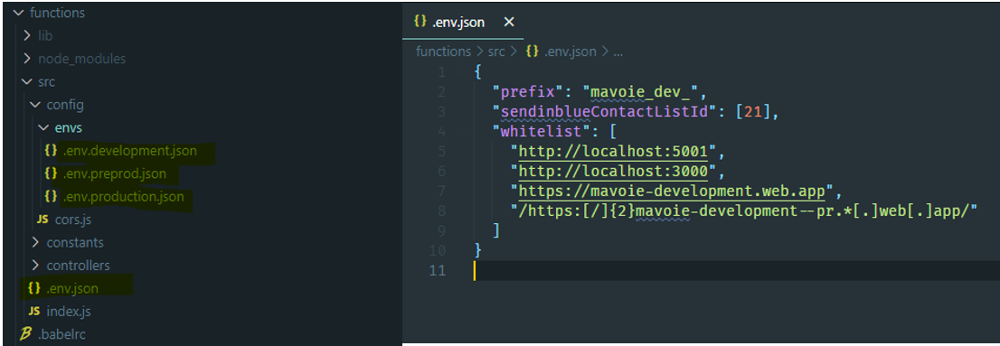 functions
lib
node_modules
src
config
envs
{} .env.development.json
{} .env.preprod.json
{} .env.production.json
JS cors.js
constants
controllers
{} .env.json
JS index.js
.babelrc
{} .env.json ×
functions > src > {} .env.json > ...
1 {
2 "prefix": "mavoie_dev_",
3 "sendinblueContactListId": [21],
4 "whitelist": [
5 "http://localhost:5001",
6 "http://localhost:3000",
7 "https://mavoie-development.web.app",
8 "/https:[/]{2}mavoie-development--pr.*[.]web[.]app/"
9 ]
10 }
11